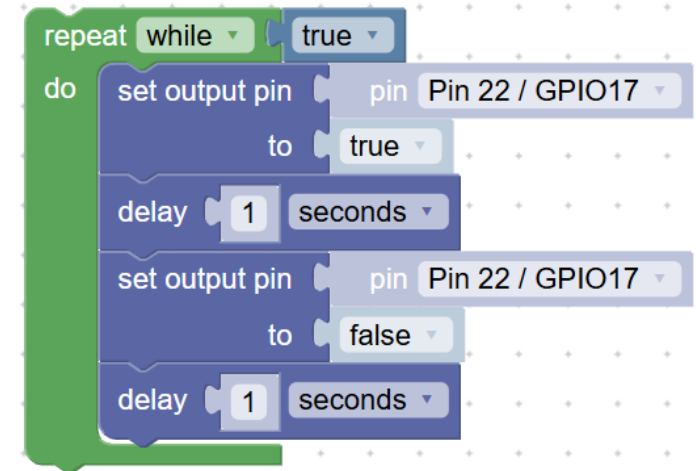 repeat while true
do set output pin pin Pin 22 / GPIO17
to true
delay 1 seconds
set output pin pin Pin 22 / GPIO17
to false
delay 1 seconds